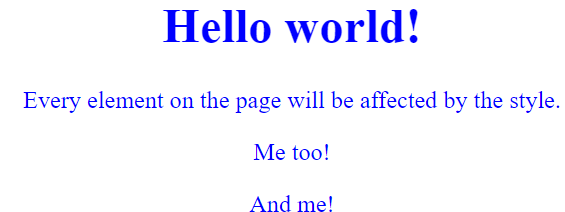 Hello world!
Every element on the page will be affected by the style.
Me too!
And me!